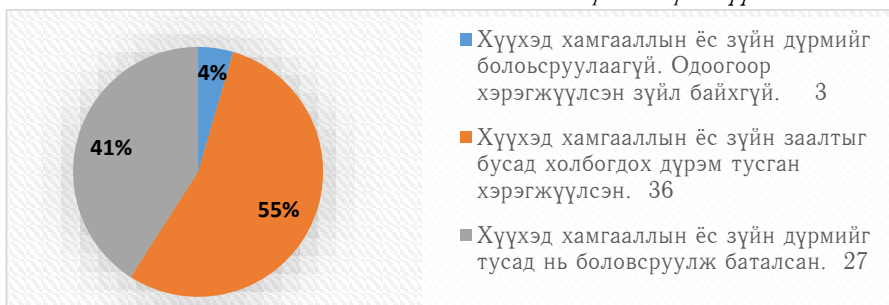 4%
41%
55%
Хүүхэд хамгааллын ёс зүйн дүрмийг
болоьсруулаагүй. Одоогоор
хэрэгжүүлсэн зүйл байхгүй. 3
Хүүхэд хамгааллын ёс зүйн заалтыг
бусад холбогдох дүрэм тусган
хэрэгжүүлсэн. 36
Хүүхэд хамгааллын ёс зүйн дүрмийг
тусад нь боловсруулж баталсан. 27